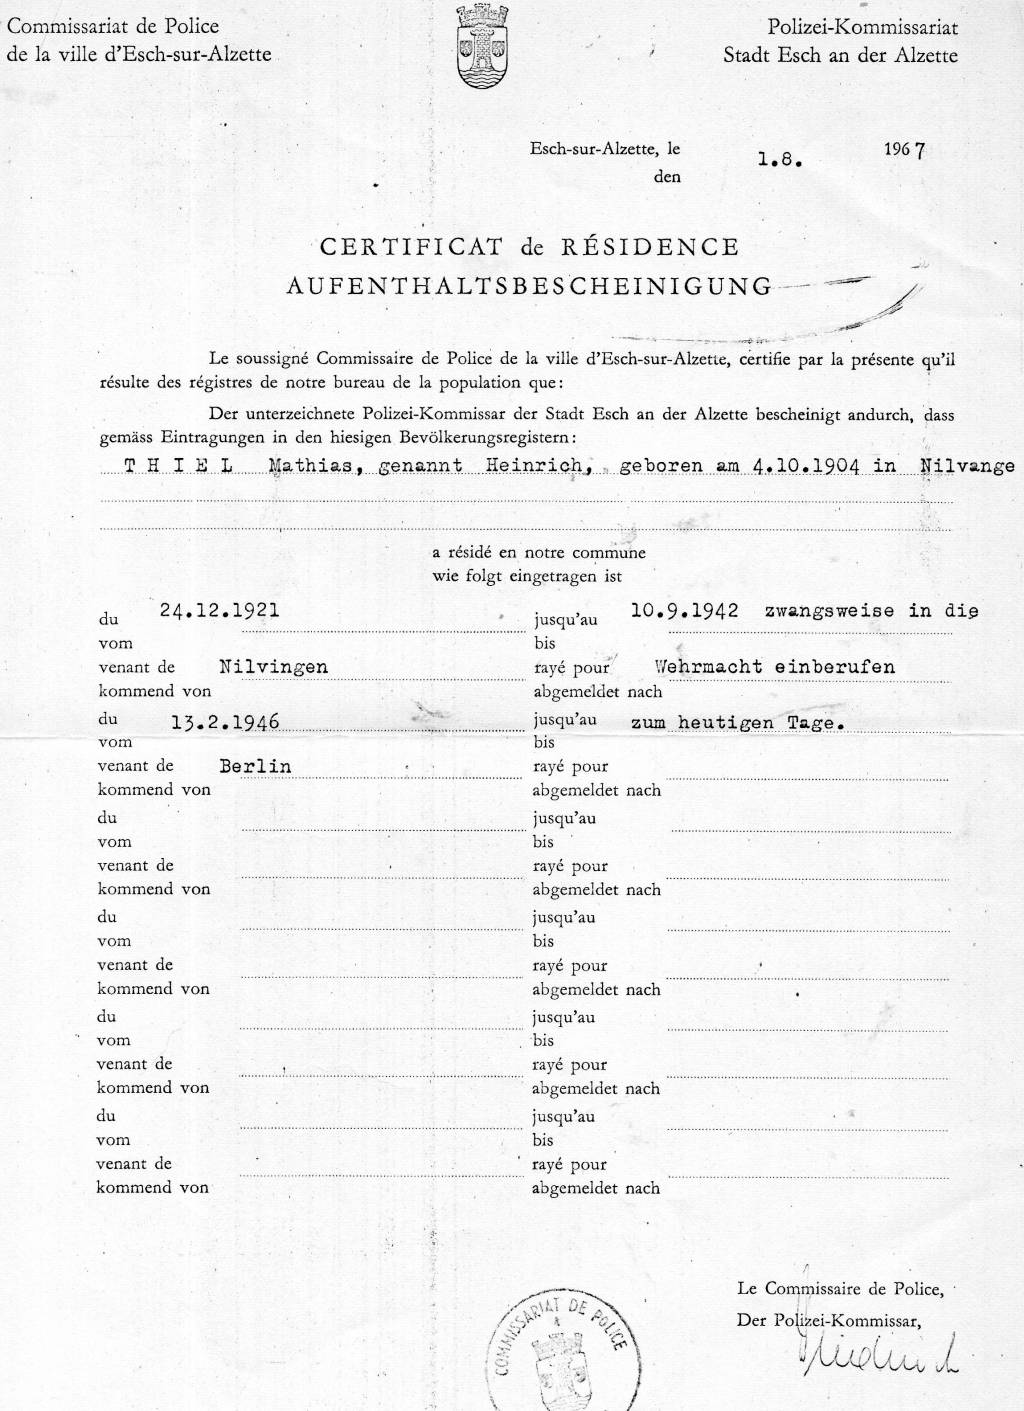 Commissariat de Police
de la ville d'Esch-sur-Alzette
Polizei-Kommissariat
Stadt Esch an der Alzette
Esch-sur-Alzette, le 1.8. 1967
den
CERTIFICAT de RÉSIDENCE
AUFENTHALTSBESCHEINIGUNG
Le soussigné Commissaire de Police de la ville d'Esch-sur-Alzette, certifie par la présente qu'il
résulte des régistres de notre bureau de la population que:
Der unterzeichnete Polizei-Kommissar der Stadt Esch an der Alzette bescheinigt andurch, dass
gemäss Eintragungen in den hiesigen Bevölkerungsregistern:
T H I E L Mathias, genannt Heinrich, geboren am 4.10.1904 in Nilvange
a résidé en notre commune
wie folgt eingetragen ist
du 24.12.1921 jusqu'au 10.9.1942 zwangsweise in die
vom bis
venant de Nilvingen rayé pour Wehrmacht einberufen
kommend von abgemeldet nach
du 13.2.1946 jusqu'au zum heutigen Tage.
vom bis
venant de Berlin rayé pour
kommend von abgemeldet nach
du jusqu'au
vom bis
venant de rayé pour
kommend von abgemeldet nach
du jusqu'au
vom bis
venant de rayé pour
kommend von abgemeldet nach
du jusqu'au
vom bis
venant de rayé pour
kommend von abgemeldet nach
du jusqu'au
vom bis
venant de rayé pour
kommend von abgemeldet nach
Le Commissaire de Police,
Der Polizei-Kommissar,
COMMISSARIAT DE POLICE